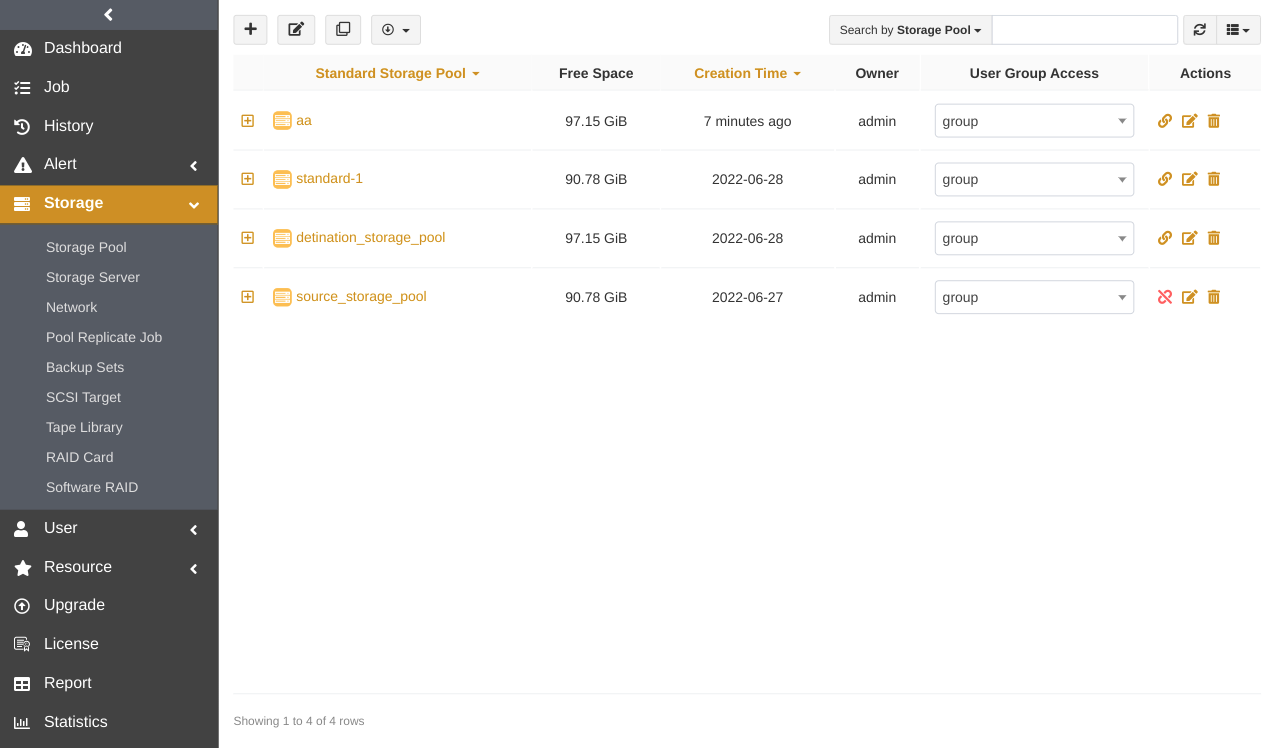 Dashboard
Job
History
Alert
Storage
Storage Pool
Storage Server
Network
Pool Replicate Job
Backup Sets
SCSI Target
Tape Library
RAID Card
Software RAID
User
Resource
Upgrade
License
Report
Statistics
Search by Storage Pool
Standard Storage Pool Free Space Creation Time Owner User Group Access Actions
aa 97.15 GiB 7 minutes ago admin group
standard-1 90.78 GiB 2022-06-28 admin group
detination_storage_pool 97.15 GiB 2022-06-28 admin group
source_storage_pool 90.78 GiB 2022-06-27 admin group
Showing 1 to 4 of 4 rows